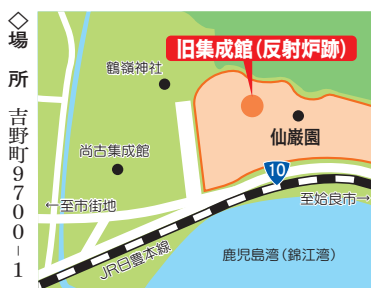 ◇場　所　吉野町9700－1
旧集成館(反射炉跡)
鶴嶺神社
仙巌園
尚古集成館
10
←至市街地
至姶良市→
JR日豊本線
鹿児島湾(錦江湾)